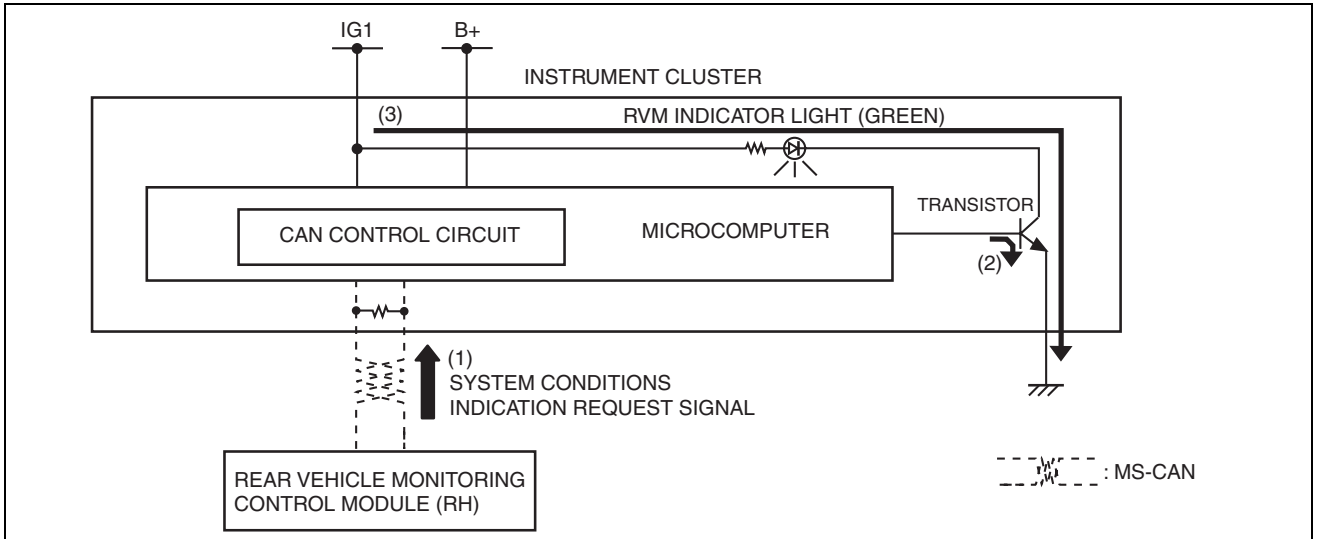 IG1
B+
INSTRUMENT CLUSTER
(3)
RVM INDICATOR LIGHT (GREEN)
TRANSISTOR
CAN CONTROL CIRCUIT
MICROCOMPUTER
(2)
(1)
SYSTEM CONDITIONS
INDICATION REQUEST SIGNAL
REAR VEHICLE MONITORING
CONTROL MODULE (RH)
: MS-CAN